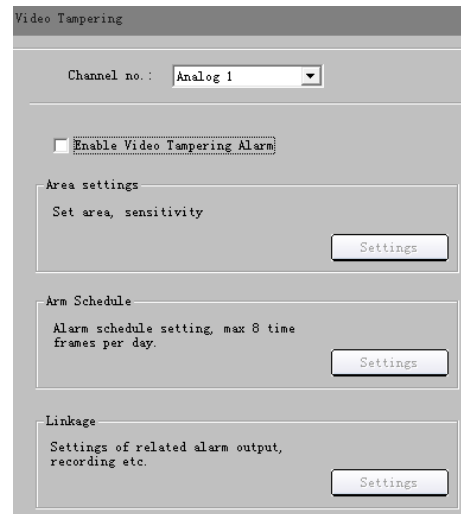 Video Tampering
Channel no.: Analog 1
Enable Video Tampering Alarm
Area settings
Set area, sensitivity
Settings
Arm Schedule
Alarm schedule setting, max 8 time
frames per day.
Settings
Linkage
Settings of related alarm output,
recording etc.
Settings